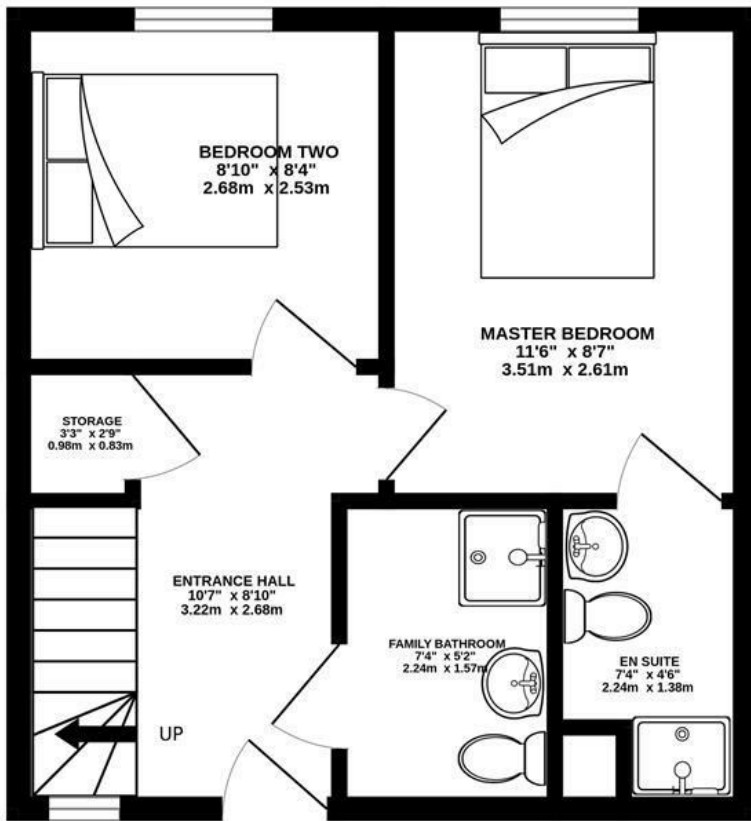 BEDROOM TWO
8'10" x 8'4"
2.68m x 2.53m
MASTER BEDROOM
11'6" x 8'7"
3.51m x 2.61m
STORAGE
3'3" x 2'9"
0.98m x 0.83m
ENTRANCE HALL
10'7" x 8'10"
3.22m x 2.68m
FAMILY BATHROOM
7'4" x 5'2"
2.24m x 1.57m
EN SUITE
7'4" x 4'6"
2.24m x 1.38m
UP